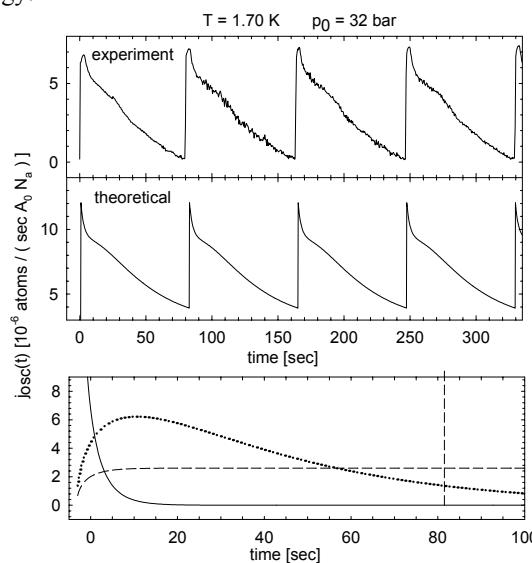 gy.
T = 1.70 K p0 = 32 bar
experiment
5
0
theoretical
10
5
0 50 100 150 200 250 300
time [sec]
josc(t) [10-6 atoms / ( sec A0 Na ) ]
8
6
4
2
0
0 20 40 60 80 100
time [sec]